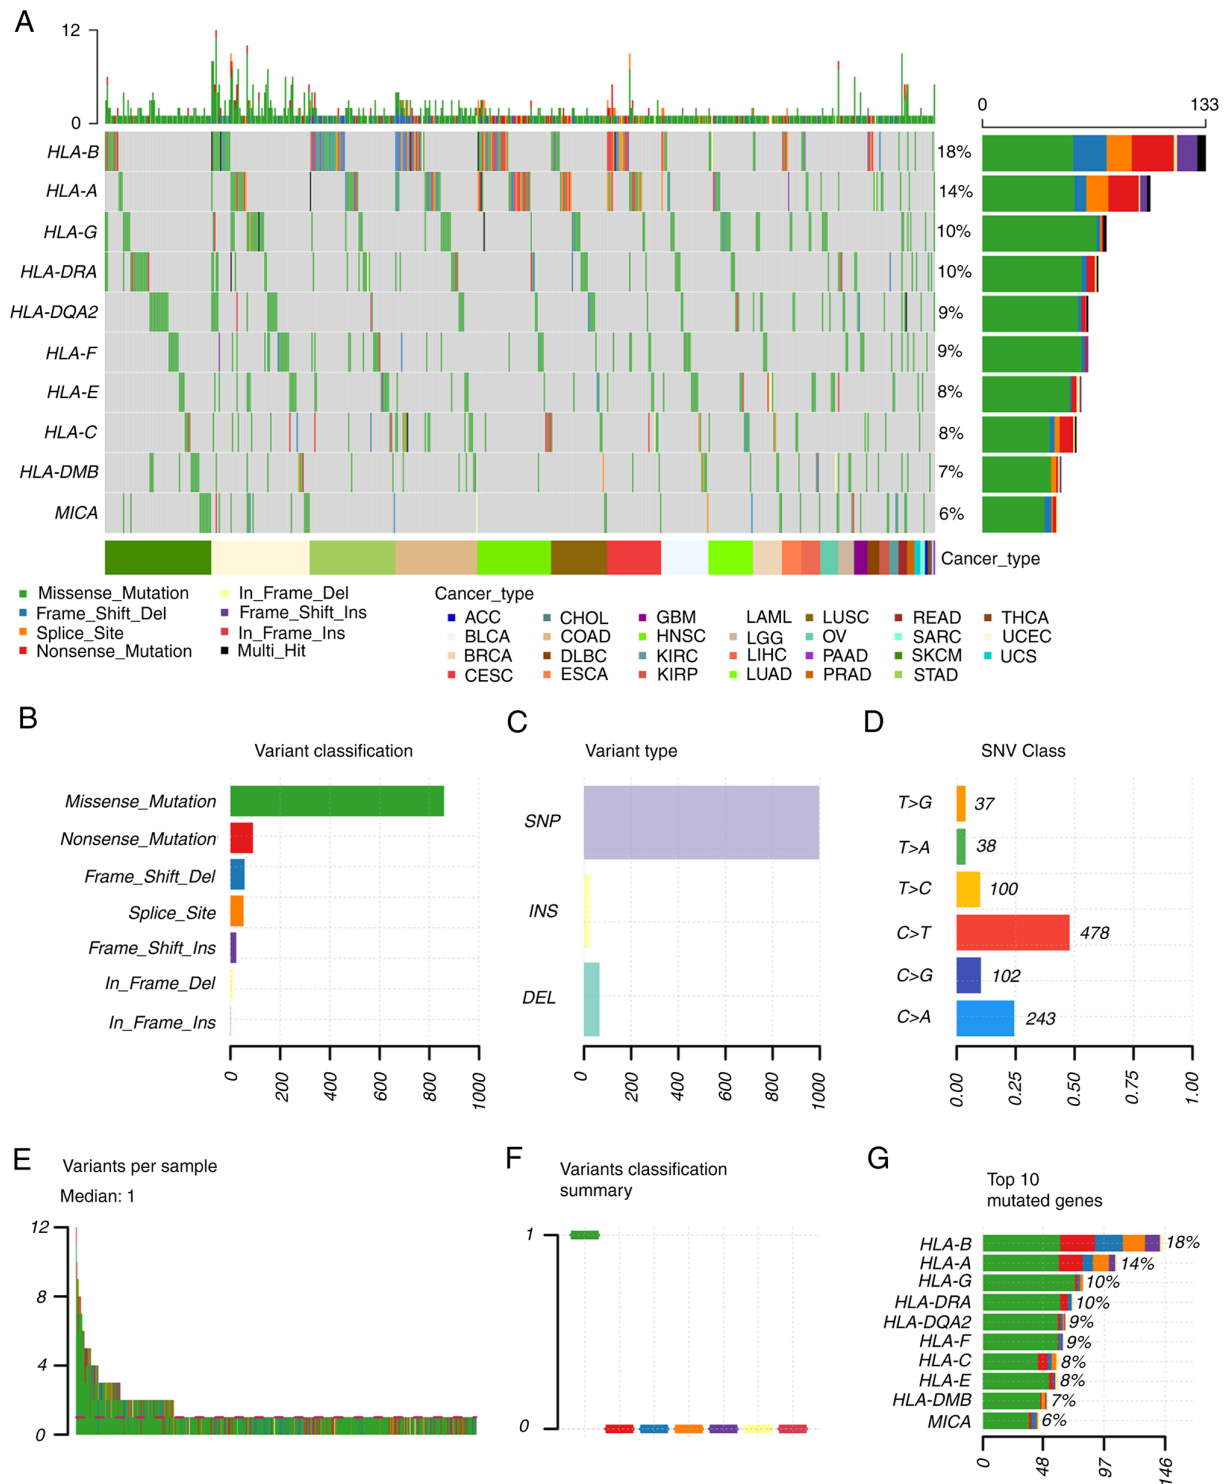 A
12
0
0 133
HLA-B 18%
HLA-A 14%
HLA-G 10%
HLA-DRA 10%
HLA-DQA2 9%
HLA-F 9%
HLA-E 8%
HLA-C 8%
HLA-DMB 7%
MICA 6%
Cancer_type
Missense_Mutation In_Frame_Del
Frame_Shift_Del Frame_Shift_Ins
Splice_Site In_Frame_Ins
Nonsense_Mutation Multi_Hit
Cancer_type
ACC CHOL GBM LAML LUSC READ THCA
BLCA COAD HNSC LGG OV SARC UCEC
BRCA DLBC KIRC LIHC PAAD SKCM UCS
CESC ESCA KIRP LUAD PRAD STAD
B
Variant classification
Missense_Mutation
Nonsense_Mutation
Frame_Shift_Del
Splice_Site
Frame_Shift_Ins
In_Frame_Del
In_Frame_Ins
0 200 400 600 800 1000
C
Variant type
SNP
INS
DEL
0 200 400 600 800 1000
D
SNV Class
T>G 37
T>A 38
T>C 100
C>T 478
C>G 102
C>A 243
0.00 0.25 0.50 0.75 1.00
E
Variants per sample
Median: 1
12
8
4
0
F
Variants classification
summary
1
0
G
Top 10
mutated genes
HLA-B 18%
HLA-A 14%
HLA-G 10%
HLA-DRA 10%
HLA-DQA2 9%
HLA-F 9%
HLA-C 8%
HLA-E 8%
HLA-DMB 7%
MICA 6%
0 48 97 146